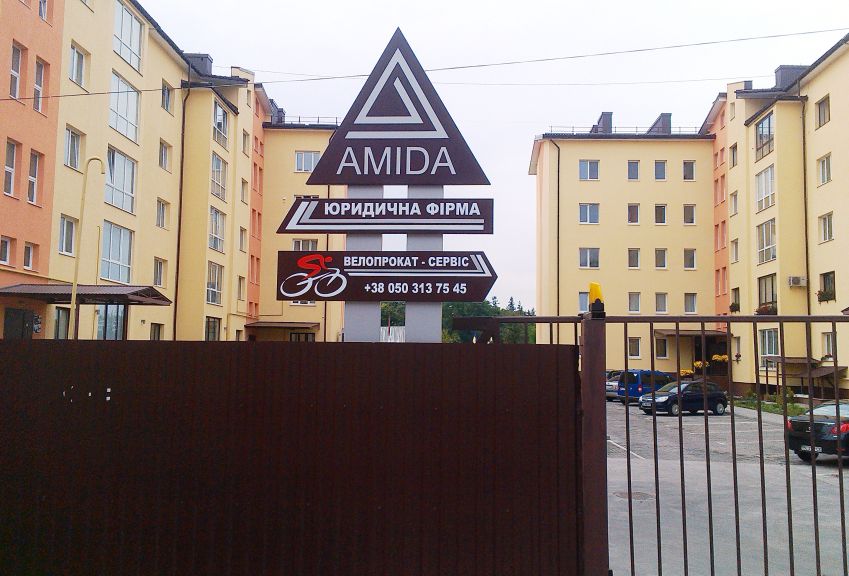 AMIDA
ЮРИДИЧНА ФІРМА
ВЕЛОПРОКАТ - СЕРВІС
+38 050 313 75 45